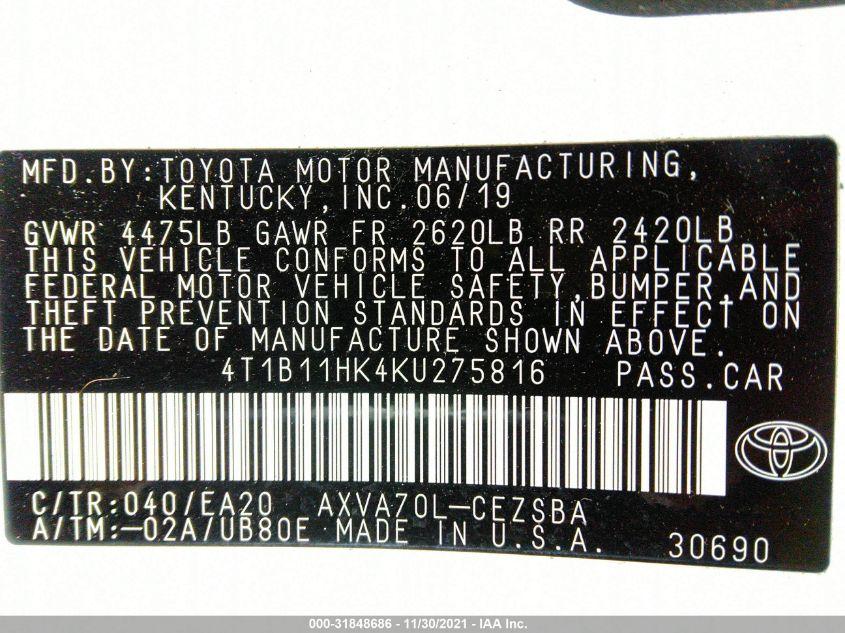 MFD.BY:TOYOTA MOTOR MANUFACTURING,
KENTUCKY,INC.06/19
GVWR 4475LB GAWR FR 2620LB RR 2420LB
THIS VEHICLE CONFORMS TO ALL APPLICABLE
FEDERAL MOTOR VEHICLE SAFETY,BUMPER,AND
THEFT PREVENTION STANDARDS IN EFFECT ON
THE DATE OF MANUFACTURE SHOWN ABOVE.
4T1B11HK4KU275816 PASS.CAR
C/TR:040/EA20 AXVA70L-CEZSBA
A/TM:-02A/UB80E MADE IN U.S.A. 30690
000-31848686 - 11/30/2021 - IAA Inc.